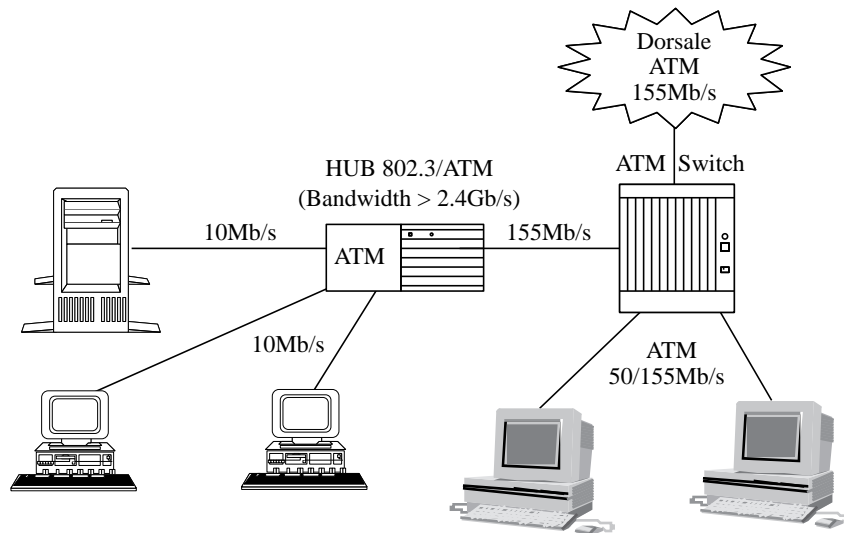 Dorsale
ATM
155Mb/s
HUB 802.3/ATM
(Bandwidth > 2.4Gb/s)
ATM Switch
10Mb/s
ATM
155Mb/s
10Mb/s
ATM
50/155Mb/s